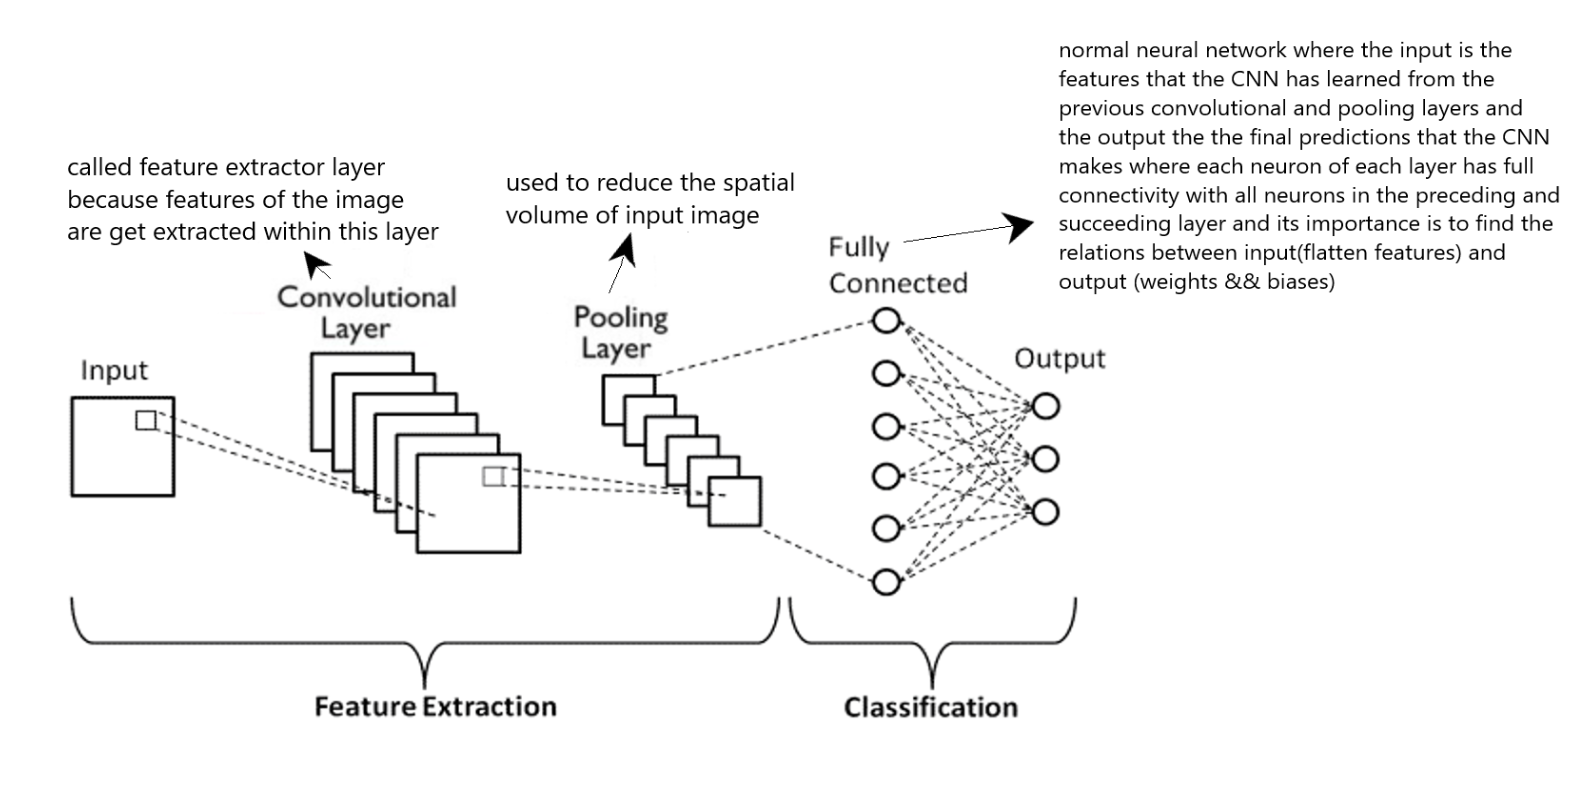 normal neural network where the input is the
features that the CNN has learned from the
previous convolutional and pooling layers and
the output the the final predictions that the CNN
makes where each neuron of each layer has full
connectivity with all neurons in the preceding and
succeeding layer and its importance is to find the
relations between input(flatten features) and
output (weights && biases)
called feature extractor layer
because features of the image
are get extracted within this layer
used to reduce the spatial
volume of input image
Fully
Connected
Convolutional
Layer
Pooling
Layer
Input
Output
Feature Extraction
Classification